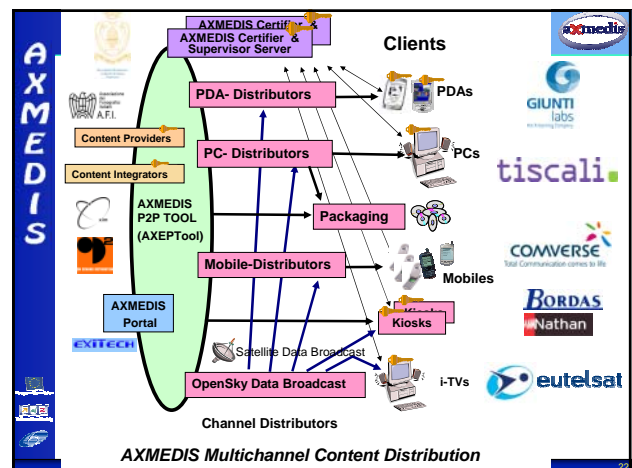 AXMEDIS
AXMEDIS Certifier &
AXMEDIS Certifier &
Supervisor Server
Clients
axmedis
PDA- Distributors
PDAs
A.F.I.
GIUNTI
labs
Content Providers
PC- Distributors
PCs
Content Integrators
tiscali.
AXMEDIS
P2P TOOL
(AXEPTool)
Packaging
Mobile-Distributors
Mobiles
COMVERSE
Total Communication comes to life
AXMEDIS
Portal
Kiosks
Kiosks
BORDAS
Nathan
EXITECH
Satellite Data Broadcast
OpenSky Data Broadcast
i-TVs
eutelsat
Channel Distributors
AXMEDIS Multichannel Content Distribution
22